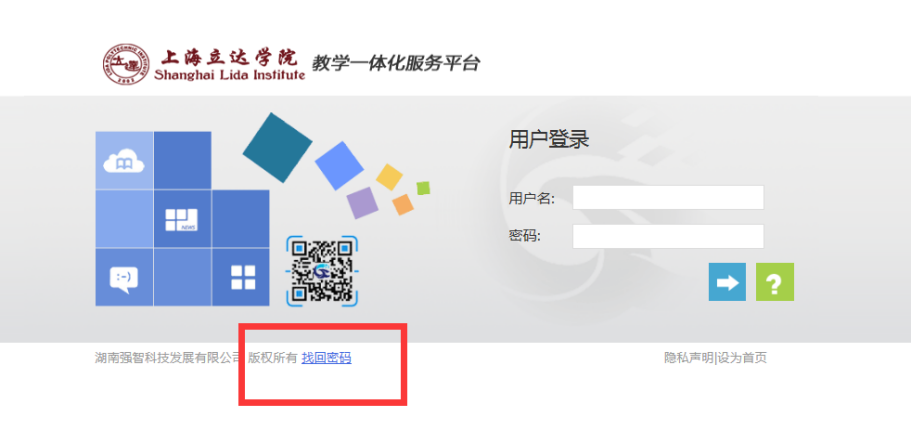 上海立达学院 教学一体化服务平台
Shanghai Lida Institute
用户登录
用户名:
密码:
NEWS
:-)
?
湖南强智科技发展有限公司 版权所有 找回密码
隐私声明|设为首页